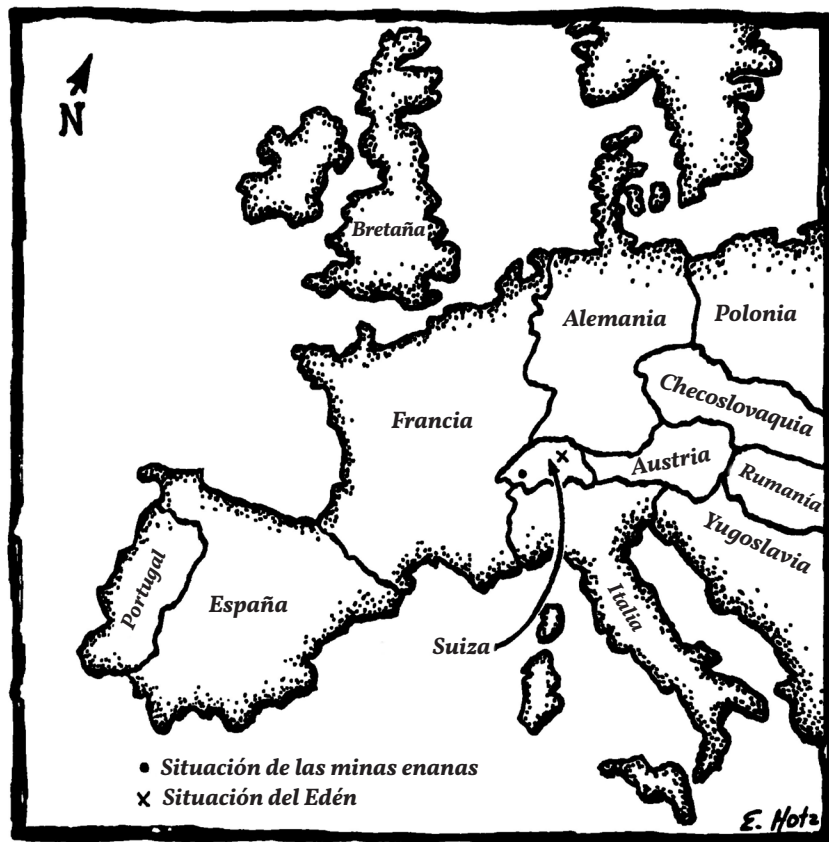 N
Bretaña
Alemania
Polonia
Checoslovaquia
Francia
Austria
Rumanía
Yugoslavia
Portugal
España
Italia
Suiza
• Situación de las minas enanas
x Situación del Edén
E. Hotz